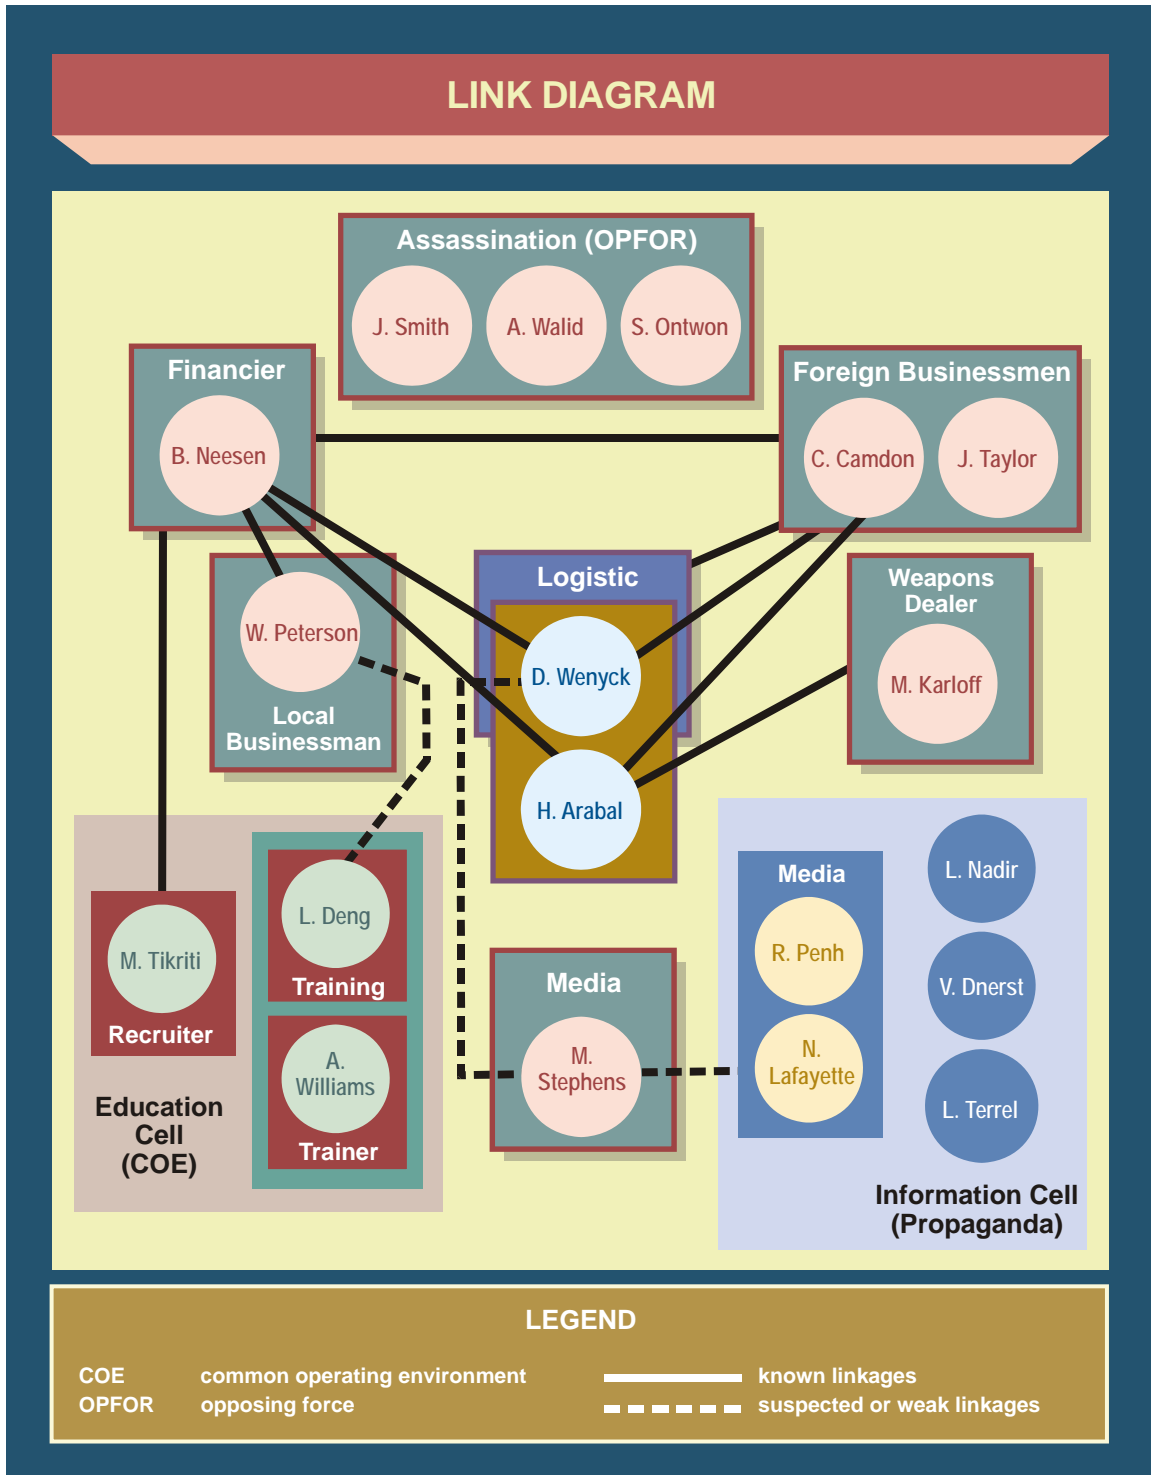 LINK DIAGRAM
Assassination (OPFOR)
J. Smith
A. Walid
S. Ontwon
Financier
B. Neesen
Foreign Businessmen
C. Camdon
J. Taylor
W. Peterson
Local
Businessman
Logistic
D. Wenyck
H. Arabal
Weapons
Dealer
M. Karloff
M. Tikriti
Recruiter
L. Deng
Training
A.
Williams
Trainer
Education
Cell
(COE)
Media
M.
Stephens
Media
R. Penh
N.
Lafayette
L. Nadir
V. Dnerst
L. Terrel
Information Cell
(Propaganda)
LEGEND
COE common operating environment
OPFOR opposing force
known linkages
suspected or weak linkages